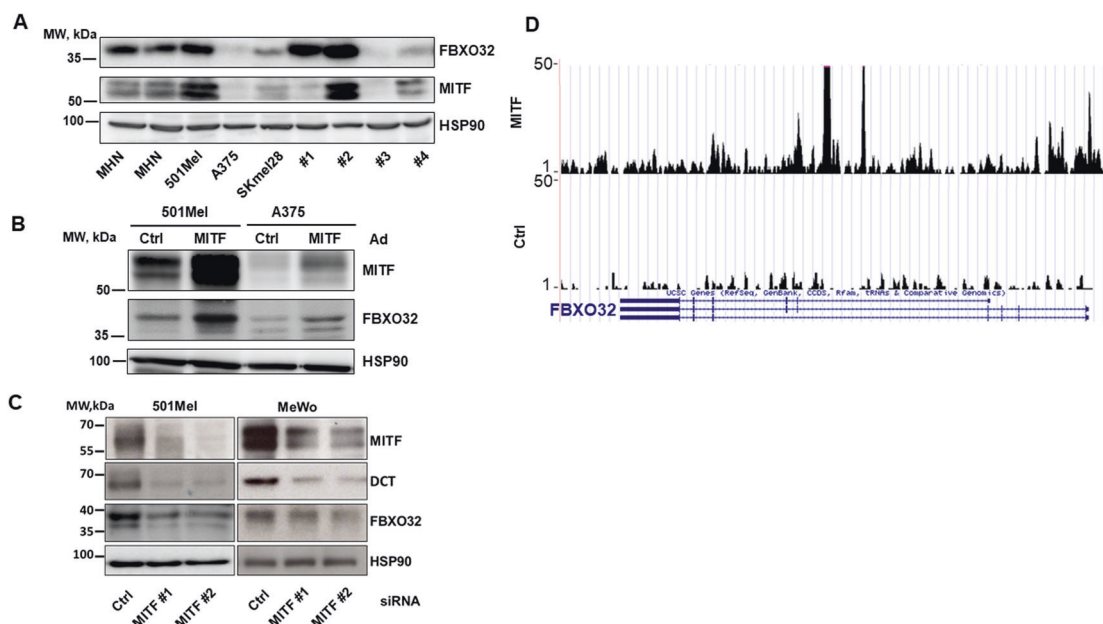 A
MW, kDa
35
50
100
FBXO32
MITF
HSP90
MHN
MHN
501Mel
A375
SKmel28
#1
#2
#3
#4
B
501Mel A375
MW, kDa
Ctrl MITF Ctrl MITF Ad
50
35
100
MITF
FBXO32
HSP90
C
MW,kDa
501Mel MeWo
70
55
70
40
35
100
MITF
DCT
FBXO32
HSP90
Ctrl
MITF #1
MITF #2
Ctrl
MITF #1
MITF #2
siRNA
D
50-
MITF
1-
50-
Ctrl
1-
UCSC Genes (RefSeq, GenBank, CCDS, Rfam, tRNAs & Comparative Genomics)
FBXO32